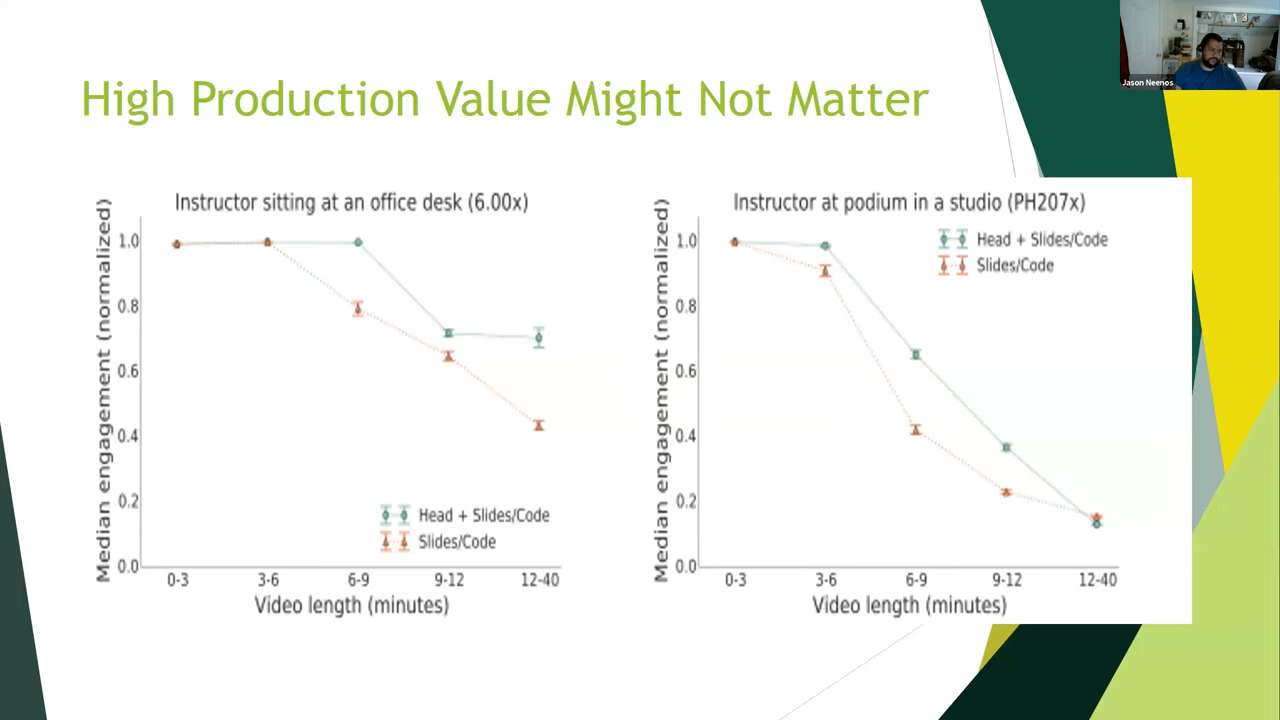 High Production Value Might Not Matter
Jason Neenos
Instructor sitting at an office desk (6.00x)
Median engagement (normalized)
1.0
0.8
0.6
0.4
0.2
0.0
Head + Slides/Code
Slides/Code
0-3 3-6 6-9 9-12 12-40
Video length (minutes)
Instructor at podium in a studio (PH207x)
Median engagement (normalized)
1.0
0.8
0.6
0.4
0.2
0.0
Head + Slides/Code
Slides/Code
0-3 3-6 6-9 9-12 12-40
Video length (minutes)